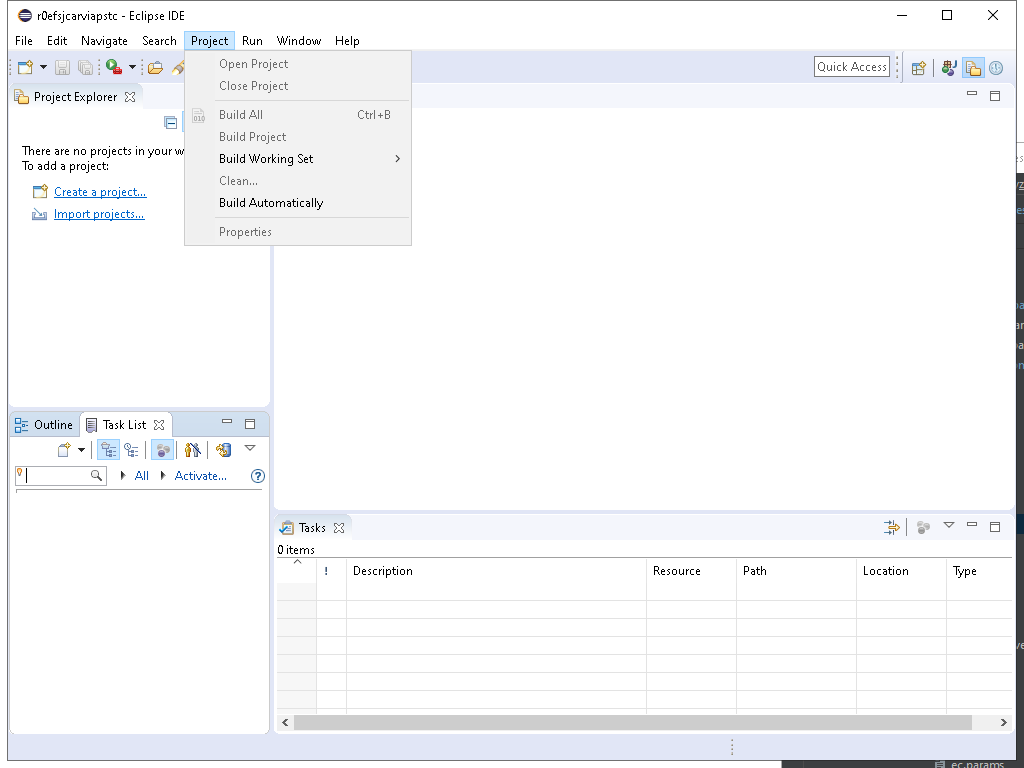 r0efsjcarviapstc - Eclipse IDE
File Edit Navigate Search Project Run Window Help
Quick Access
Open Project
Close Project
Build All Ctrl+B
Build Project
Build Working Set
Clean...
Build Automatically
Properties
Project Explorer
There are no projects in your w
To add a project:
Create a project...
Import projects...
Outline Task List
All Activate...
Tasks
0 items
! Description Resource Path Location Type
ec.params